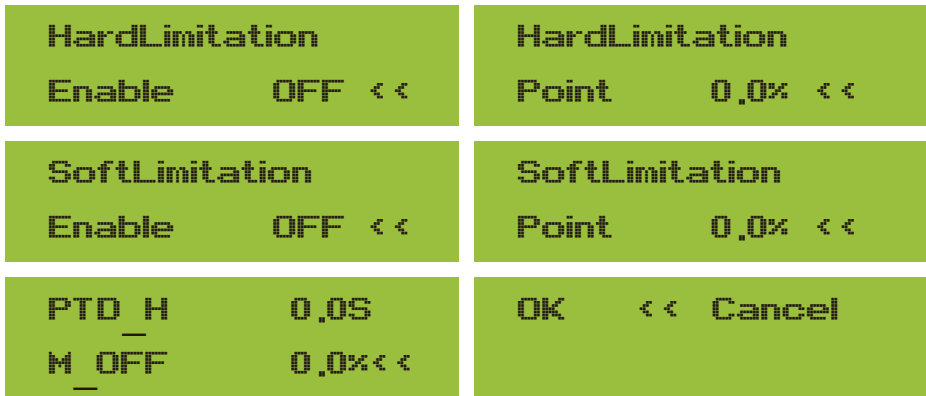 HardLimitation
Enable OFF <<
HardLimitation
Point 0.0% <<
SoftLimitation
Enable OFF <<
SoftLimitation
Point 0.0% <<
PTD_H 0.0S
M_OFF 0.0%<<
OK << Cancel